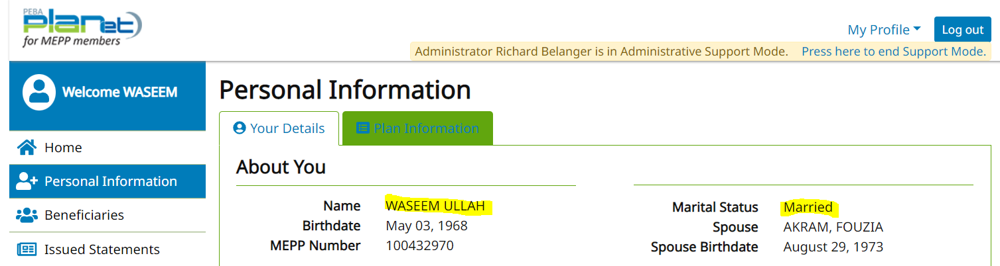 PEBA
planet
for MEPP members
My Profile
Log out
Administrator Richard Belanger is in Administrative Support Mode. Press here to end Support Mode.
Welcome WASEEM
Home
Personal Information
Beneficiaries
Issued Statements
Personal Information
Your Details
Plan Information
About You
Name WASEEM ULLAH
Birthdate May 03, 1968
MEPP Number 100432970
Marital Status Married
Spouse AKRAM, FOUZIA
Spouse Birthdate August 29, 1973